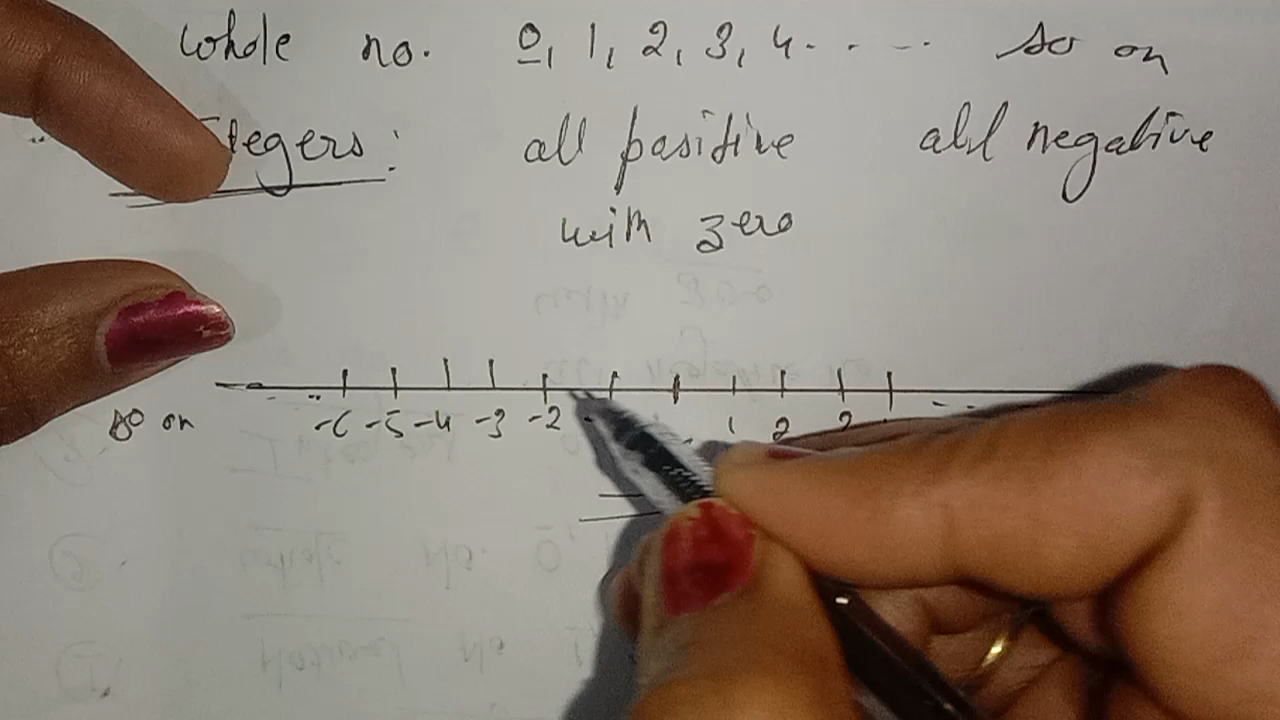 whole no. 0, 1, 2, 3, 4. . . -. so on
tegers: all pasitive all negative
with zero
so on -6 -5 -4 -3 -2 1 2 3